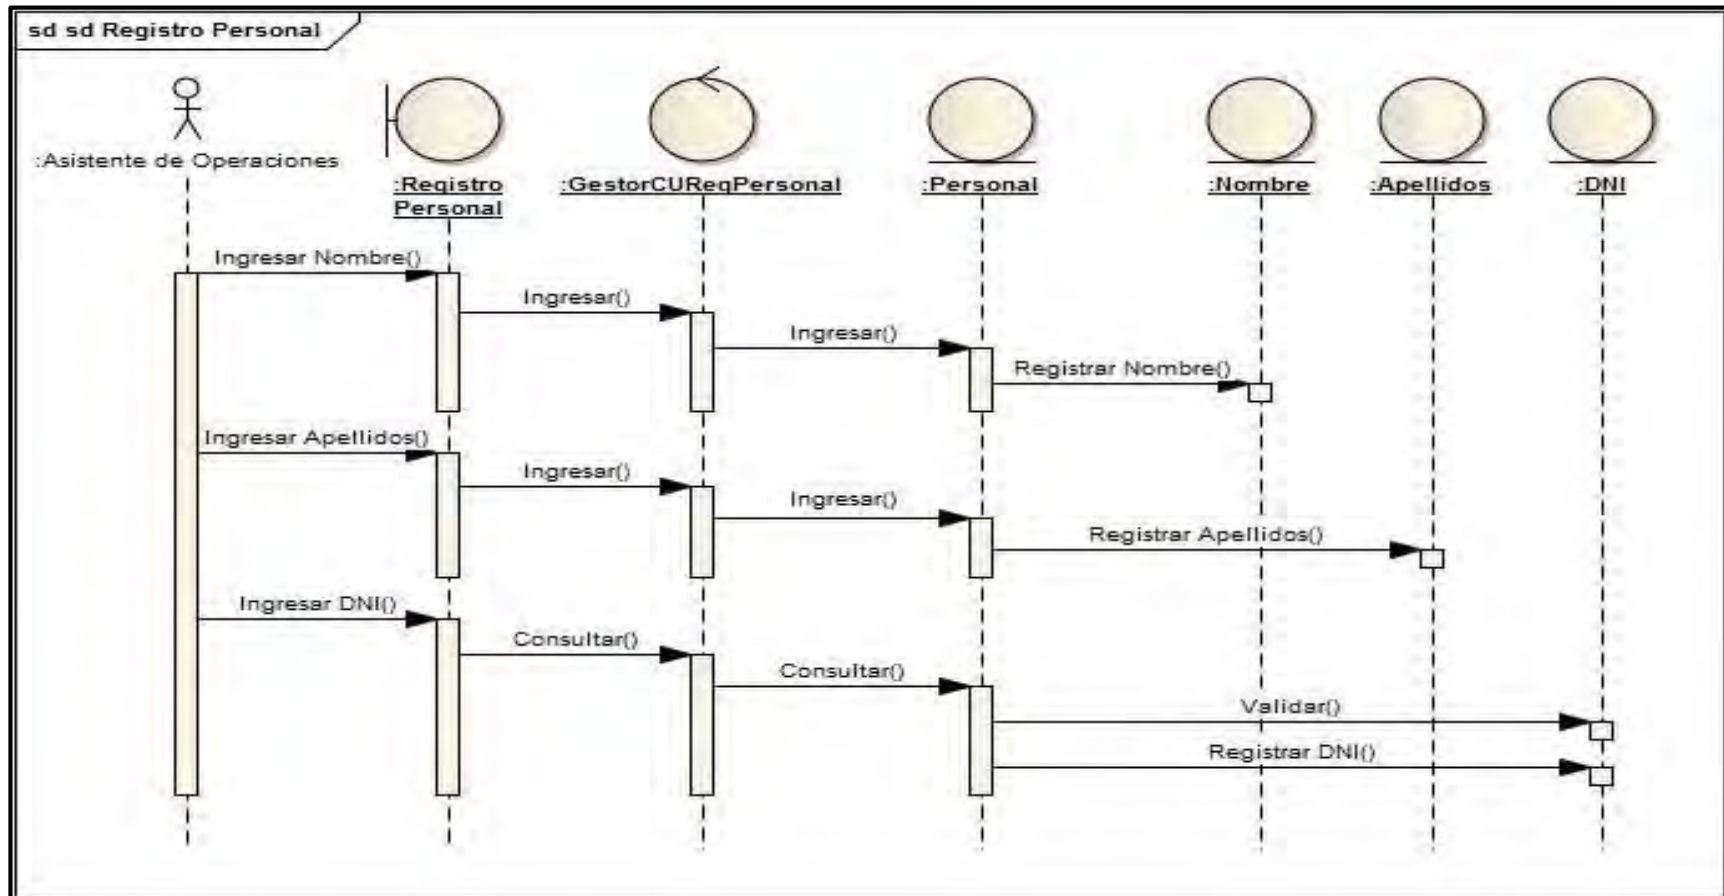 sd sd Registro Personal
:Asistente de Operaciones
:Registro
Personal
:GestorCURegPersonal
:Personal
:Nombre
:Apellidos
:DNI
Ingresar Nombre()
Ingresar()
Ingresar()
Registrar Nombre()
Ingresar Apellidos()
Ingresar()
Ingresar()
Registrar Apellidos()
Ingresar DNI()
Consultar()
Consultar()
Validar()
Registrar DNI()